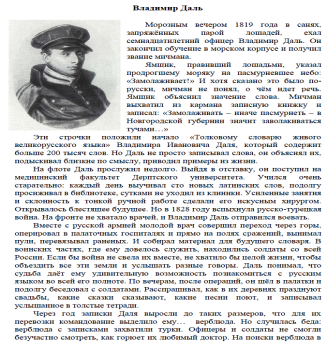 Владимир Даль
Морозным вечером 1819 года в санях,
запряжённых парой лошадей, ехал
семнадцатилетний офицер Владимир Даль. Он
закончил обучение в морском корпусе и получил
звание мичмана.
Ямщик, правивший лошадьми, указал
продрогшему моряку на пасмурневшее небо:
«Замолаживает!» И хотя сказано это было по-
русски, мичман не понял, о чём идет речь.
Ямщик объяснил значение слова. Мичман
выхватил из кармана записную книжку и
записал: «Замолаживать – иначе пасмурнеть – в
Новгородской губернии значит заволакиваться
тучами…»
Эти строчки положили начало «Толковому словарю живого
великорусского языка» Владимира Ивановича Даля, который содержит
больше 200 тысяч слов. Но Даль не просто записывал слова, он объяснял их,
подыскивал близкие по смыслу, приводил примеры из жизни.
На флоте Даль прослужил недолго. Выйдя в отставку, он поступил на
медицинский факультет Дерптского университета. Учился очень
старательно: каждый день выучивал сто новых латинских слов, подолгу
просиживал в библиотеке, сутками не уходил из клиники. Усиленные занятия
и склонность к тонкой ручной работе сделали его искусным хирургом.
Открывалось блестящее будущее. Но в 1828 году вспыхнула русско-турецкая
война. На фронте не хватало врачей, и Владимир Даль отправился воевать.
Вместе с русской армией молодой врач совершил переход через горы,
оперировал в палаточных госпиталях и прямо на полях сражений, вынимал
пули, перевязывал раненых. И собирал материал для будущего словаря. В
воинских частях, где ему довелось служить, находились солдаты со всей
России. Если бы война не свела их вместе, не хватило бы целой жизни, чтобы
объездить все эти земли и услышать разные говоры. Даль понимал, что
судьба даёт ему удивительную возможность познакомиться с русским
языком во всей его полноте. По вечерам, после операций, он шёл в палатки и
подолгу беседовал с солдатами. Расспрашивал, как в их деревнях празднуют
свадьбы, какие сказки сказывают, какие песни поют, и записывал
услышанное в толстые тетради.
Через год записки Даля выросли до таких размеров, что для их
перевозки командование выделило ему… верблюда. Но случилась беда:
верблюда с записками захватили турки. Офицеры и солдаты не смогли
безучастно смотреть, как горюет их любимый доктор. На поиски верблюда в